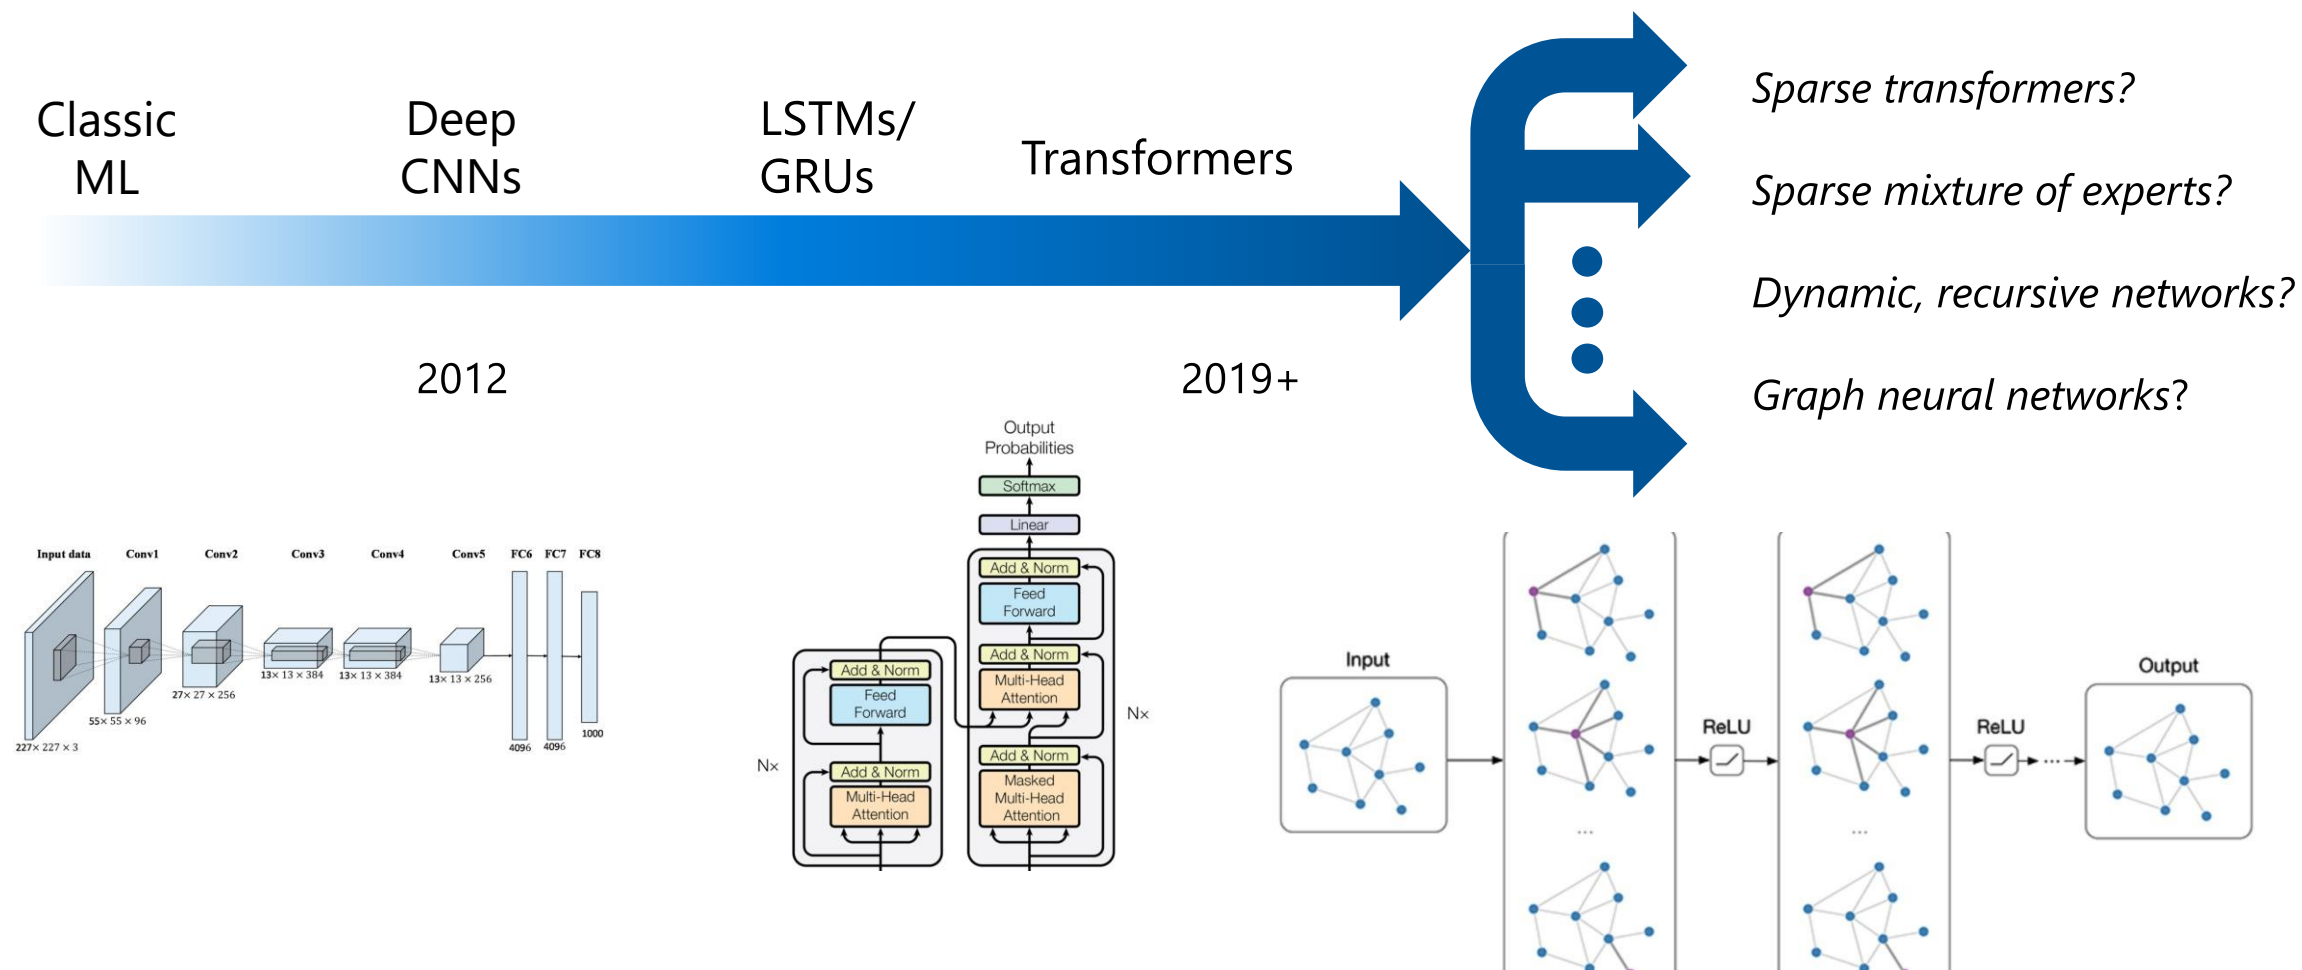 Classic
ML
Deep
CNNs
LSTMs/
GRUs
Transformers
Sparse transformers?
Sparse mixture of experts?
Dynamic, recursive networks?
Graph neural networks?
2012
2019+
Input data
Conv1
Conv2
Conv3
Conv4
Conv5
FC6
FC7
FC8
227× 227 × 3
55× 55 × 96
27× 27 × 256
13× 13 × 384
13× 13 × 384
13× 13 × 256
4096
4096
1000
Output
Probabilities
Softmax
Linear
Add & Norm
Feed
Forward
Add & Norm
Multi-Head
Attention
Add & Norm
Masked
Multi-Head
Attention
N×
Add & Norm
Feed
Forward
Add & Norm
Multi-Head
Attention
N×
Input
...
ReLU
...
ReLU
...
Output